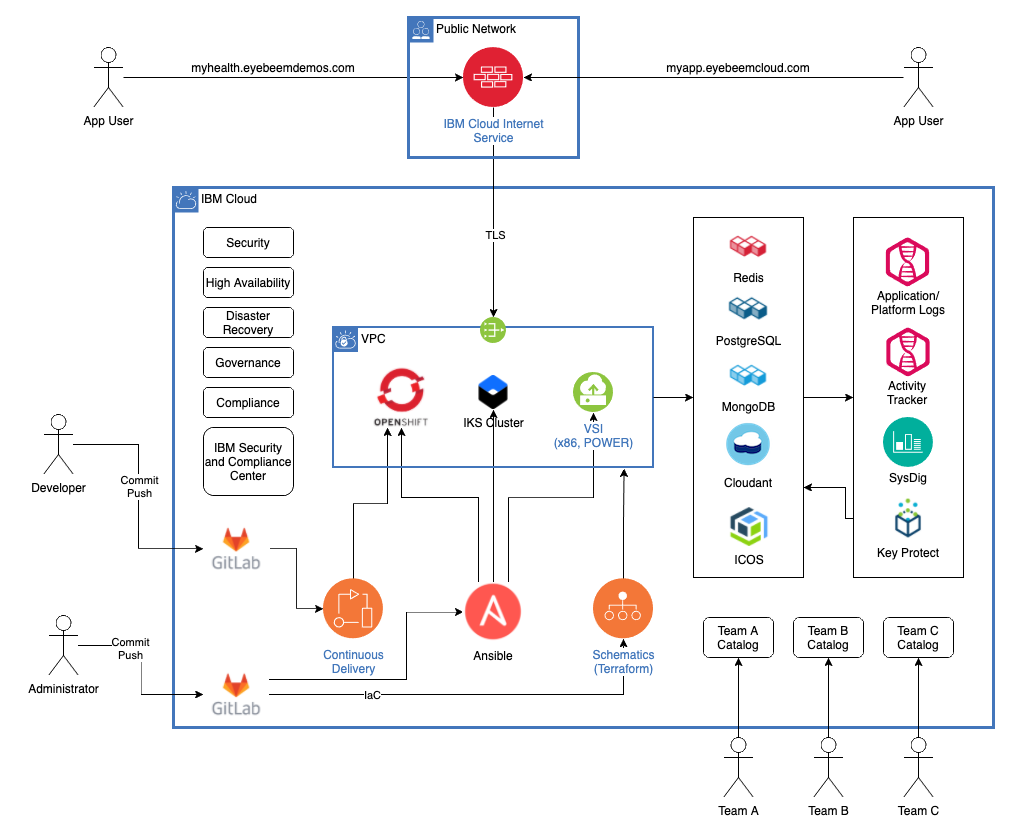 Public Network
myhealth.eyebeemdemos.com
myapp.eyebeemcloud.com
App User
IBM Cloud Internet
Service
App User
IBM Cloud
TLS
Security
High Availability
Disaster
Recovery
Governance
Compliance
IBM Security
and Compliance
Center
VPC
OPENSHIFT
IKS Cluster
VSI
(x86, POWER)
Redis
PostgreSQL
MongoDB
Cloudant
ICOS
Application/
Platform Logs
Activity
Tracker
SysDig
Key Protect
Developer
Commit
Push
GitLab
Continuous
Delivery
Ansible
Schematics
(Terraform)
Administrator
Commit
Push
GitLab
IaC
Team A
Catalog
Team B
Catalog
Team C
Catalog
Team A
Team B
Team C